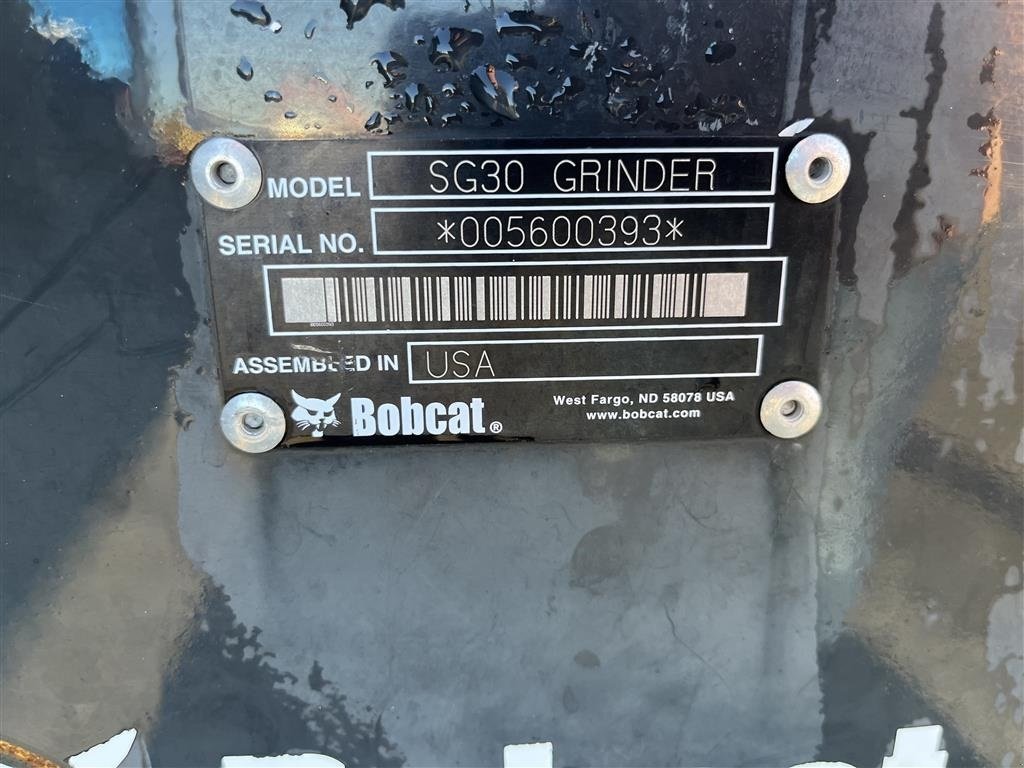 MODEL SG30 GRINDER
SERIAL NO. *005600393*
ASSEMBLED IN USA
Bobcat®
West Fargo, ND 58078 USA
www.bobcat.com